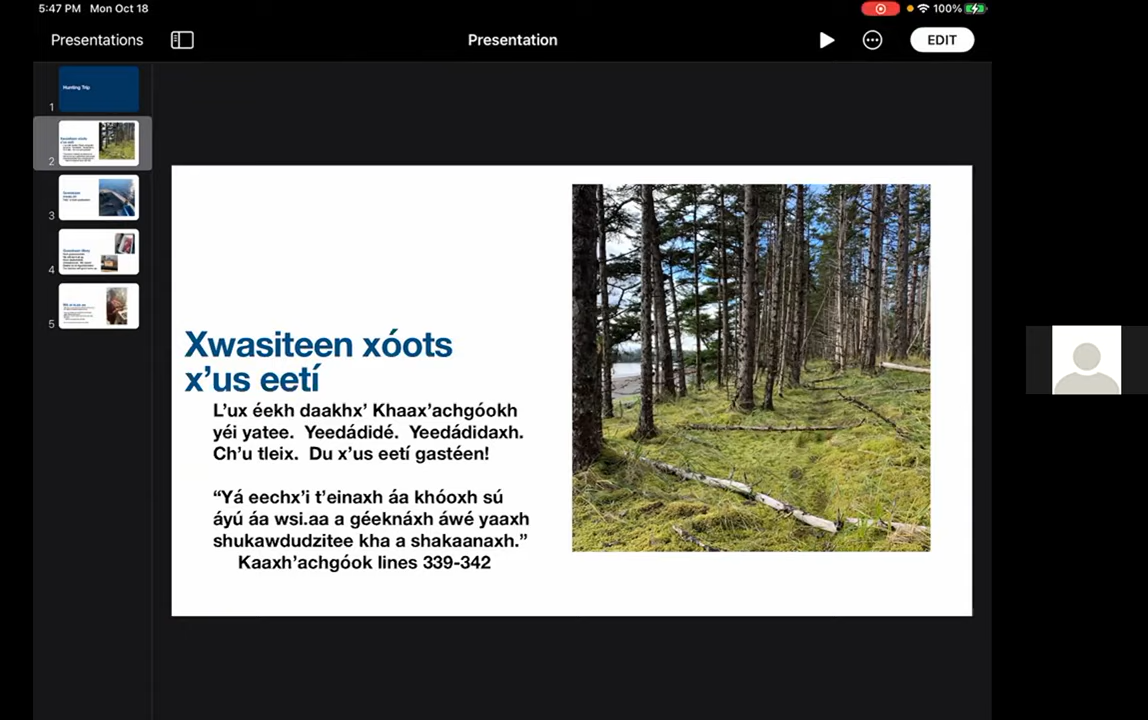 5:47 PM Mon Oct 18
100%
Presentations
Presentation
EDIT
Hunting Trip
1
2
3
4
5
Xwasiteen xóots
x’us eetí
L’ux éekh daakhx’ Khaax’achgóokh
yéi yatee. Yeedádidé. Yeedádidaxh.
Ch’u tleix. Du x’us eetí gastéen!
“Yá eechx’i t’einaxh áa khóoxh sú
áyú áa wsi.aa a géeknáxh áwé yaaxh
shukawdudzitee kha a shakaanaxh.”
Kaaxh’achgóok lines 339-342